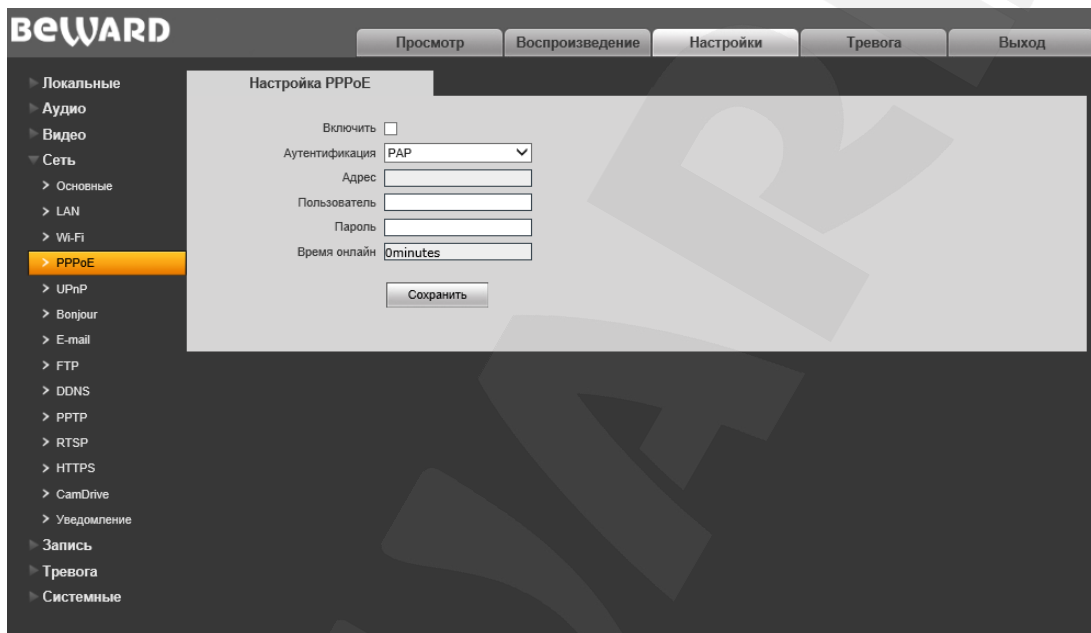 BEWARD
Просмотр Воспроизведение Настройки Тревога Выход
Локальные
Аудио
Видео
Сеть
Основные
LAN
Wi-Fi
PPPoE
UPnP
Bonjour
E-mail
FTP
DDNS
PPTP
RTSP
HTTPS
CamDrive
Уведомление
Запись
Тревога
Системные
Настройка PPPoE
Включить
Аутентификация PAP
Адрес
Пользователь
Пароль
Время онлайн 0minutes
Сохранить